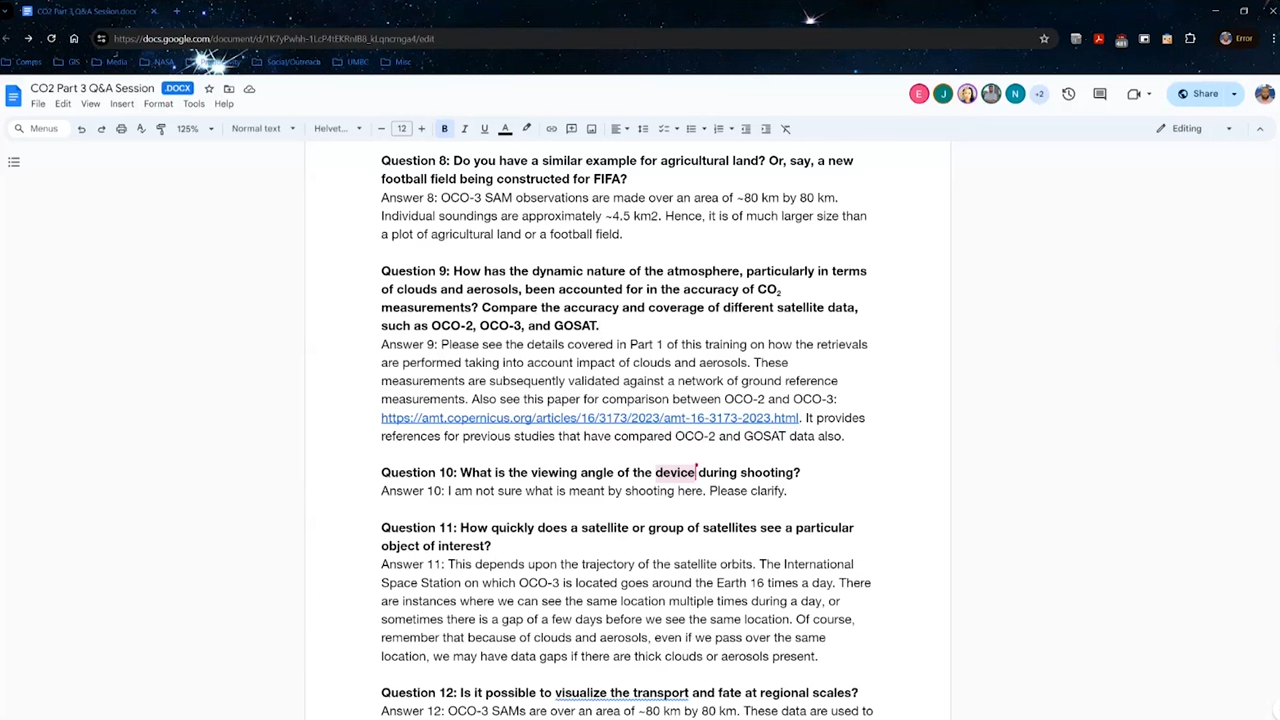 CO2 Part 3 Q&A Session.docx
https://docs.google.com/document/d/1K7yPwhh-1LcP4tEKRnlB8_kLqncrnga4/edit
Error
Comps GIS Media NASA Social/Outreach UMBC Misc
CO2 Part 3 Q&A Session .DOCX
File Edit View Insert Format Tools Help
E J N +2 Share
Menus 125% Normal text Helvet... 12 B I U A Editing
Question 8: Do you have a similar example for agricultural land? Or, say, a new
football field being constructed for FIFA?
Answer 8: OCO-3 SAM observations are made over an area of ~80 km by 80 km.
Individual soundings are approximately ~4.5 km2. Hence, it is of much larger size than
a plot of agricultural land or a football field.
Question 9: How has the dynamic nature of the atmosphere, particularly in terms
of clouds and aerosols, been accounted for in the accuracy of CO₂
measurements? Compare the accuracy and coverage of different satellite data,
such as OCO-2, OCO-3, and GOSAT.
Answer 9: Please see the details covered in Part 1 of this training on how the retrievals
are performed taking into account impact of clouds and aerosols. These
measurements are subsequently validated against a network of ground reference
measurements. Also see this paper for comparison between OCO-2 and OCO-3:
https://amt.copernicus.org/articles/16/3173/2023/amt-16-3173-2023.html. It provides
references for previous studies that have compared OCO-2 and GOSAT data also.
Question 10: What is the viewing angle of the device during shooting?
Answer 10: I am not sure what is meant by shooting here. Please clarify.
Question 11: How quickly does a satellite or group of satellites see a particular
object of interest?
Answer 11: This depends upon the trajectory of the satellite orbits. The International
Space Station on which OCO-3 is located goes around the Earth 16 times a day. There
are instances where we can see the same location multiple times during a day, or
sometimes there is a gap of a few days before we see the same location. Of course,
remember that because of clouds and aerosols, even if we pass over the same
location, we may have data gaps if there are thick clouds or aerosols present.
Question 12: Is it possible to visualize the transport and fate at regional scales?
Answer 12: OCO-3 SAMs are over an area of ~80 km by 80 km. These data are used to